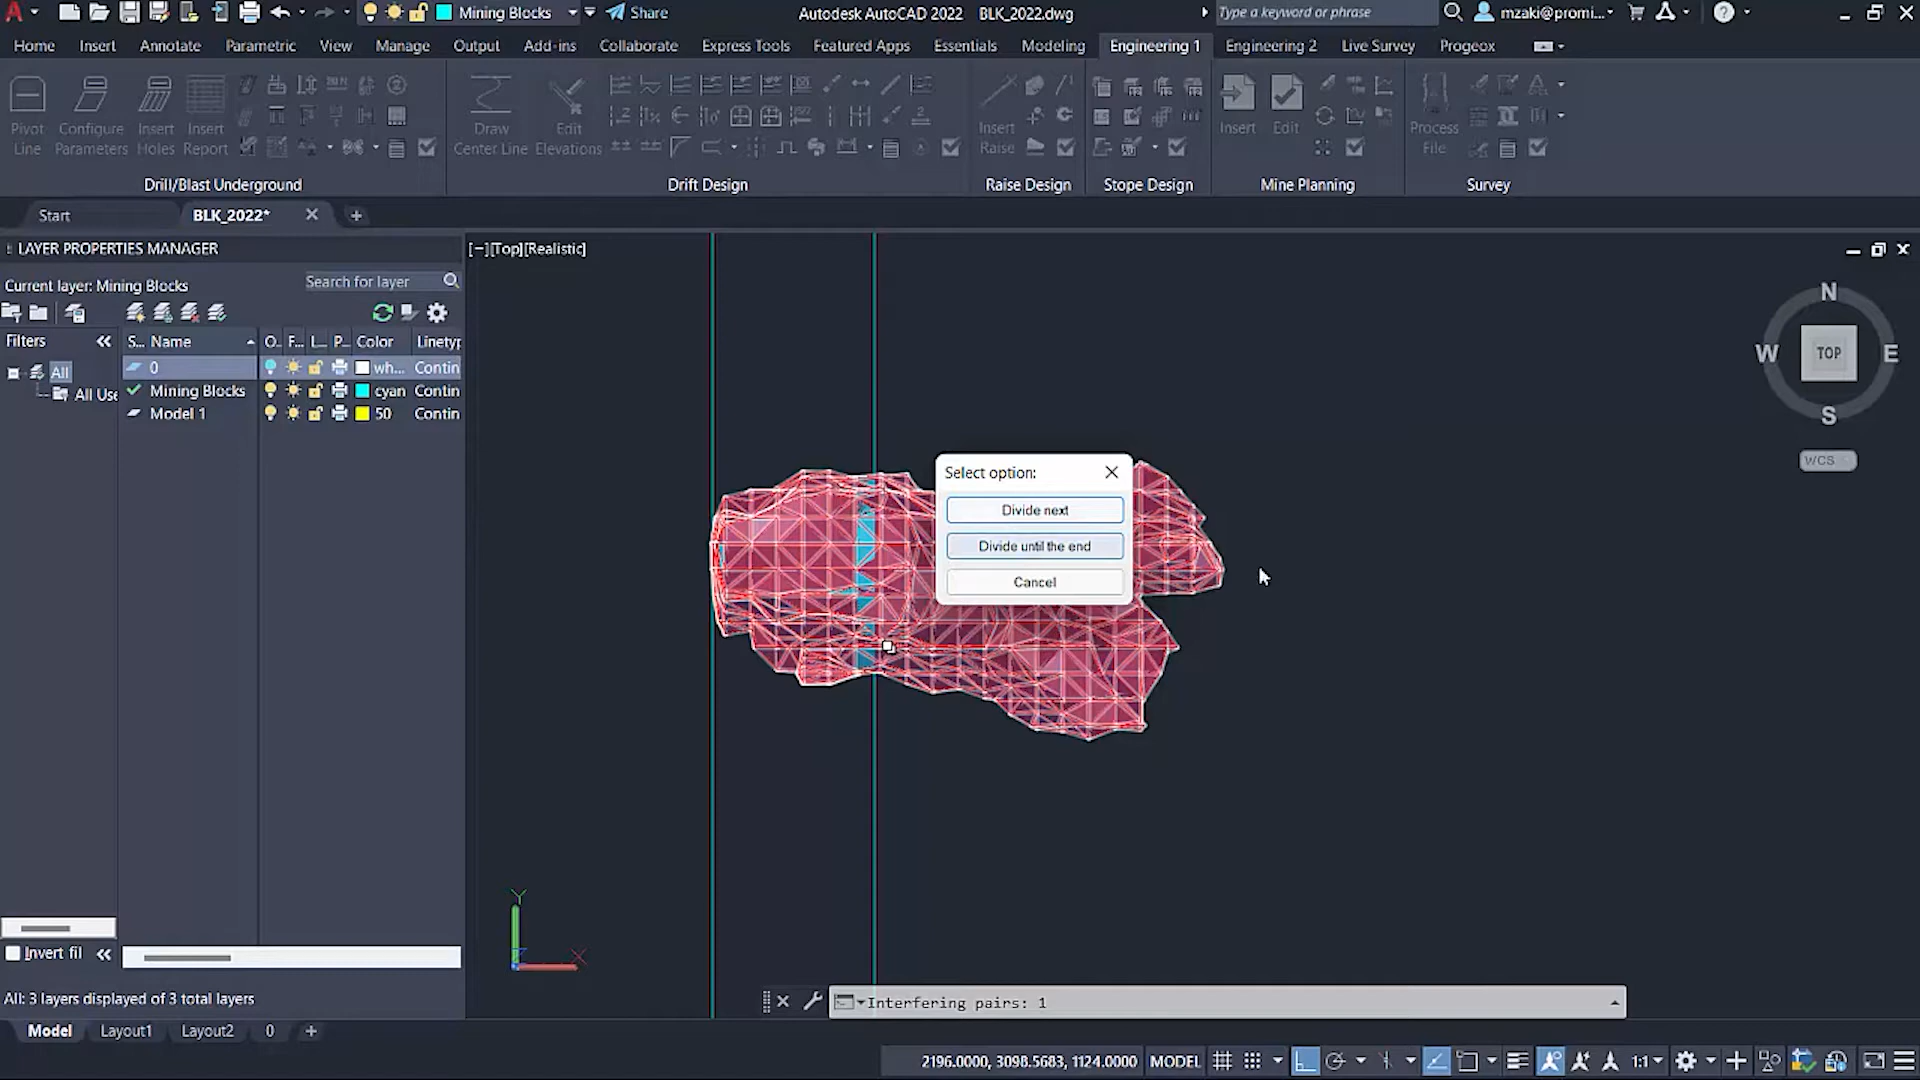 Mining Blocks
Share
Autodesk AutoCAD 2022 BLK_2022.dwg
Type a keyword or phrase
mzaki@promi...
Home Insert Annotate Parametric View Manage Output Add-ins Collaborate Express Tools Featured Apps Essentials Modeling Engineering 1 Engineering 2 Live Survey Progeox
Pivot Line
Configure Parameters
Insert Holes
Insert Report
Draw Center Line
Edit Elevations
Insert Raise
Insert
Edit
Process File
Drill/Blast Underground
Drift Design
Raise Design
Stope Design
Mine Planning
Survey
Start
BLK_2022*
LAYER PROPERTIES MANAGER
[−][Top][Realistic]
Current layer: Mining Blocks
Search for layer
Filters
S... Name O.. F... L... P.. Color Linetyp
All
All Use
0 wh... Contin
Mining Blocks cyan Contin
Model 1 50 Contin
Select option:
Divide next
Divide until the end
Cancel
N
W
TOP
E
S
WCS
Y
X
Invert fil
All: 3 layers displayed of 3 total layers
Interfering pairs: 1
Model Layout1 Layout2 0 +
2196.0000, 3098.5683, 1124.0000 MODEL 1:1